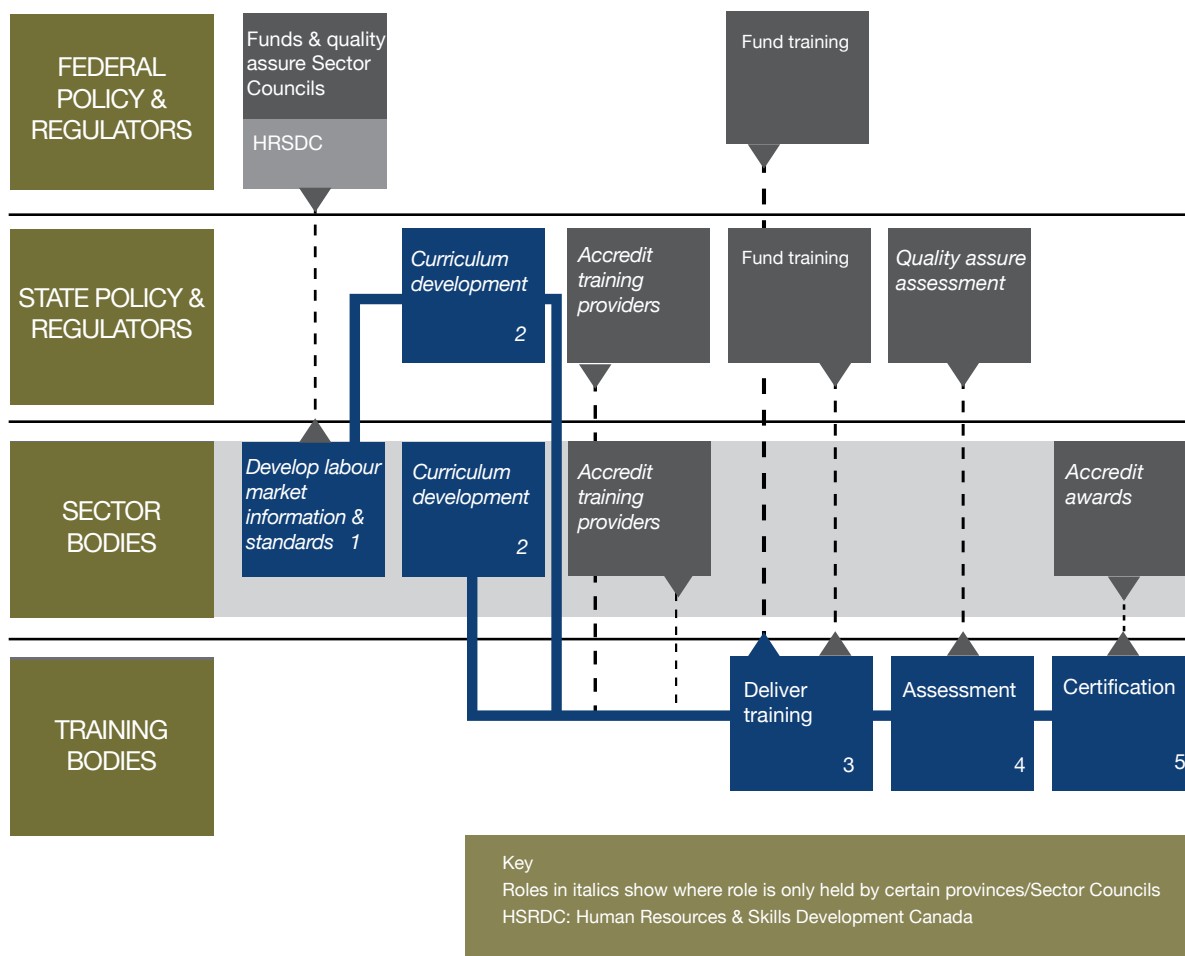 FEDERAL
POLICY &
REGULATORS
Funds & quality
assure Sector
Councils
HRSDC
Fund training
STATE POLICY &
REGULATORS
Curriculum
development
2
Accredit
training
providers
Fund training
Quality assure
assessment
SECTOR
BODIES
Develop labour
market
information &
standards 1
Curriculum
development
2
Accredit
training
providers
Accredit
awards
TRAINING
BODIES
Deliver
training
3
Assessment
4
Certification
5
Key
Roles in italics show where role is only held by certain provinces/Sector Councils
HSRDC: Human Resources & Skills Development Canada